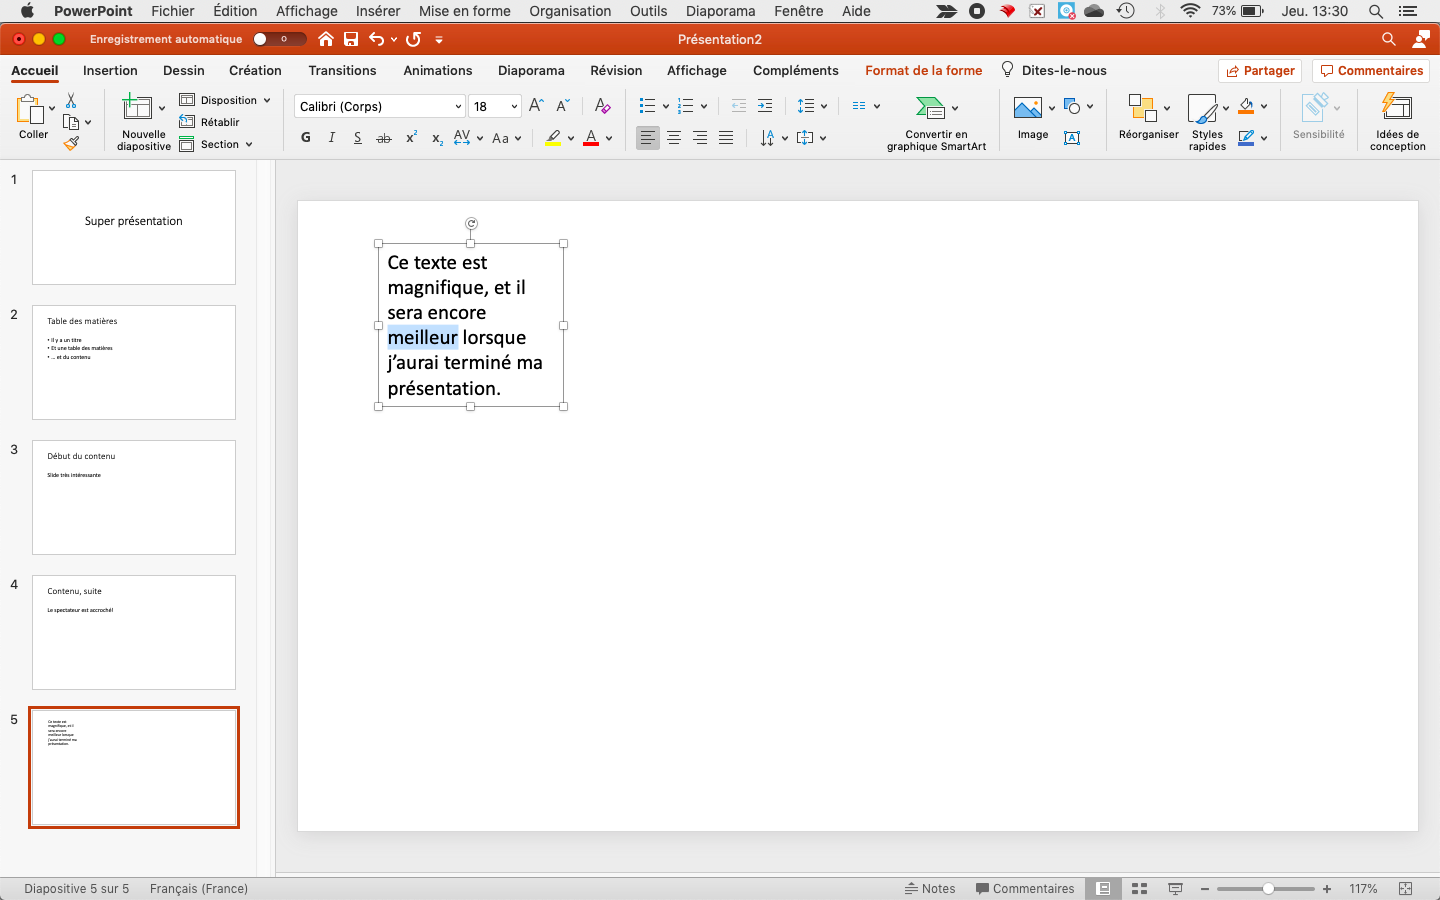 PowerPoint Fichier Édition Affichage Insérer Mise en forme Organisation Outils Diaporama Fenêtre Aide 73% Jeu. 13:30
Enregistrement automatique Présentation2
Accueil Insertion Dessin Création Transitions Animations Diaporama Révision Affichage Compléments Format de la forme Dites-le-nous Partager Commentaires
Coller
Nouvelle diapositive
Disposition
Rétablir
Section
Calibri (Corps) 18
G I S ab x² x₂ AV Aa A
Convertir en graphique SmartArt
Image
Réorganiser
Styles rapides
Sensibilité
Idées de conception
1
Super présentation
2
Table des matières
• Il y a un titre
• Et une table des matières
• ... et du contenu
3
Début du contenu
Slide très intéressante
4
Contenu, suite
Le spectateur est accroché!
5
Ce texte est
magnifique, et il
sera encore
meilleur lorsque
j'aurai terminé ma
présentation.
Ce texte est
magnifique, et il
sera encore
meilleur lorsque
j’aurai terminé ma
présentation.
Diapositive 5 sur 5 Français (France) Notes Commentaires 117%